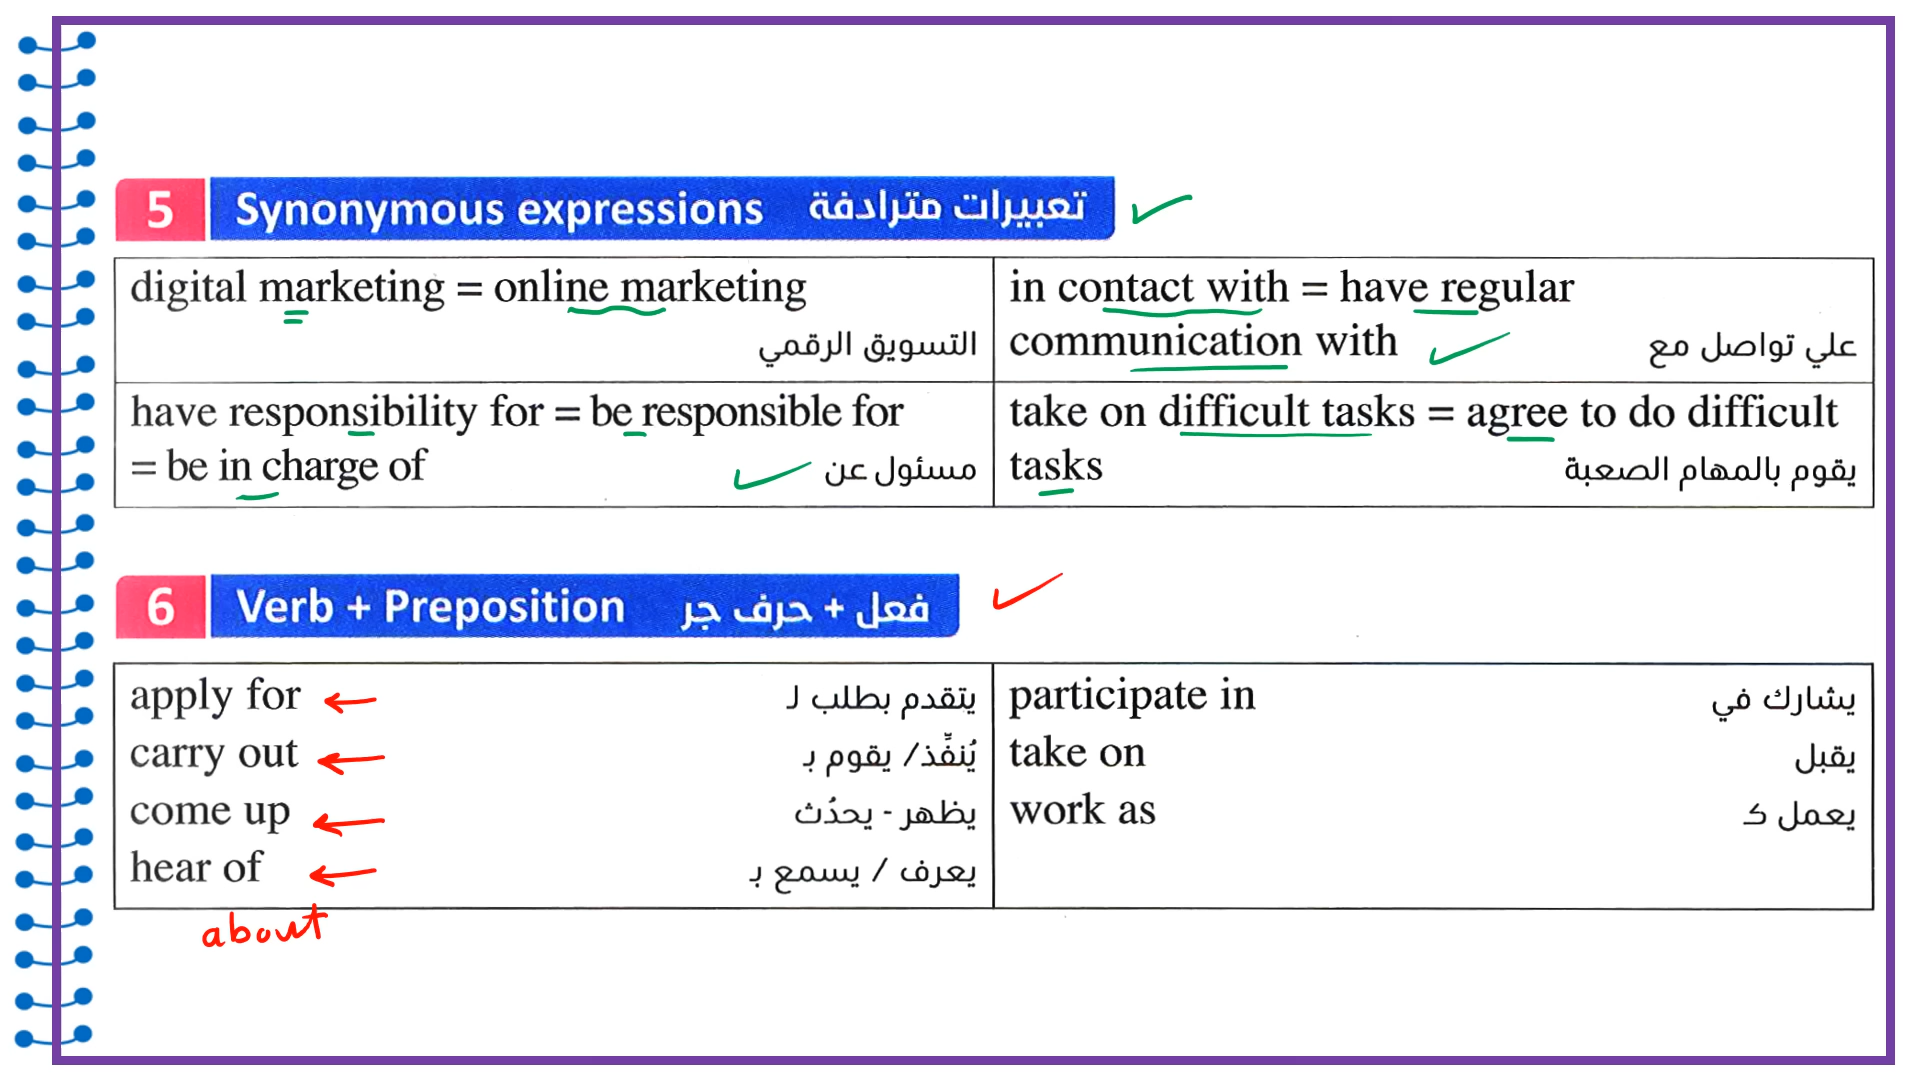 5 Synonymous expressions تعبيرات مترادفة
digital marketing = online marketing
التسويق الرقمي
in contact with = have regular
communication with علي تواصل مع
have responsibility for = be responsible for
= be in charge of مسئول عن
take on difficult tasks = agree to do difficult
tasks يقوم بالمهام الصعبة
6 Verb + Preposition فعل + حرف جر
apply for يتقدم بطلب لـ
carry out يُنفِّذ/ يقوم بـ
come up يظهر - يحدُث
hear of يعرف / يسمع بـ
about
participate in يشارك في
take on يقبل
work as يعمل كـ